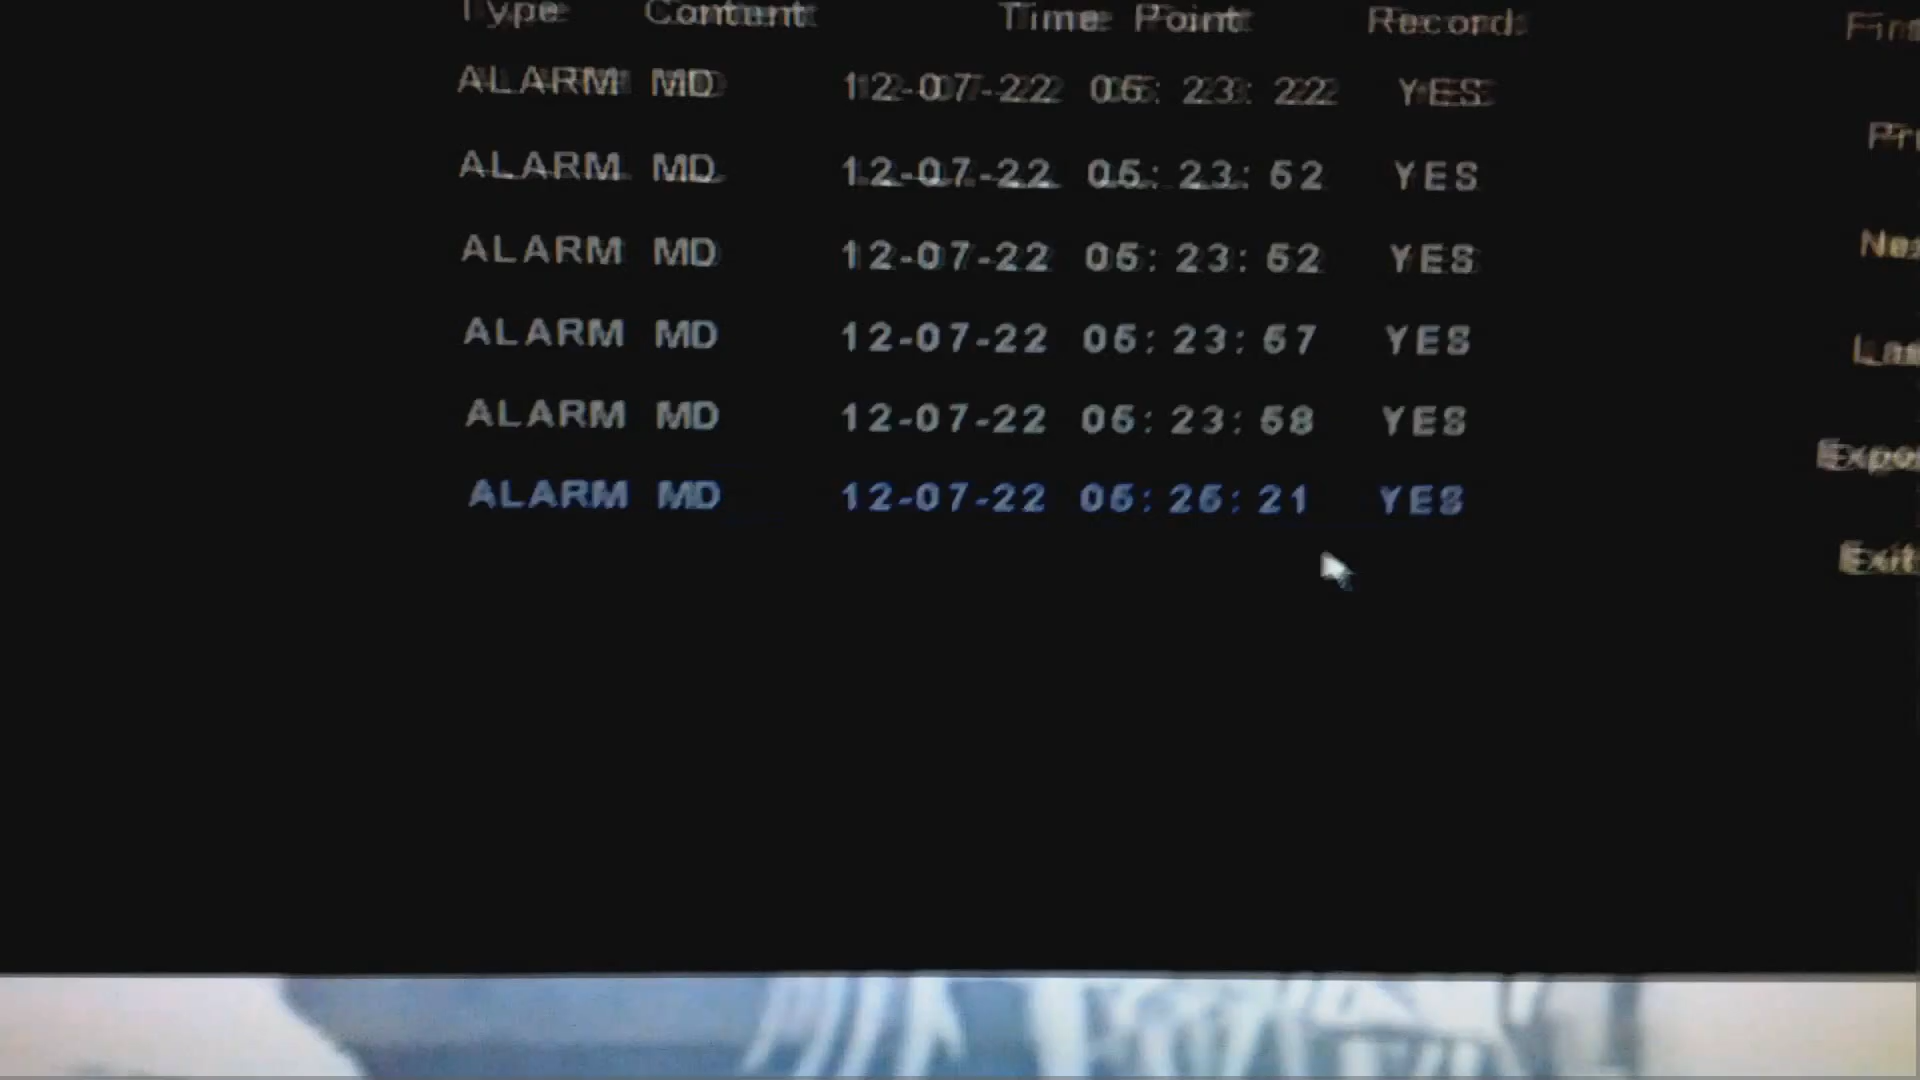 Type Content Time Point Record
ALARM MD 12-07-22 05:23:22 YES
ALARM MD 12-07-22 05:23:52 YES
ALARM MD 12-07-22 05:23:52 YES
ALARM MD 12-07-22 05:23:57 YES
ALARM MD 12-07-22 05:23:58 YES
ALARM MD 12-07-22 05:25:21 YES
Exit